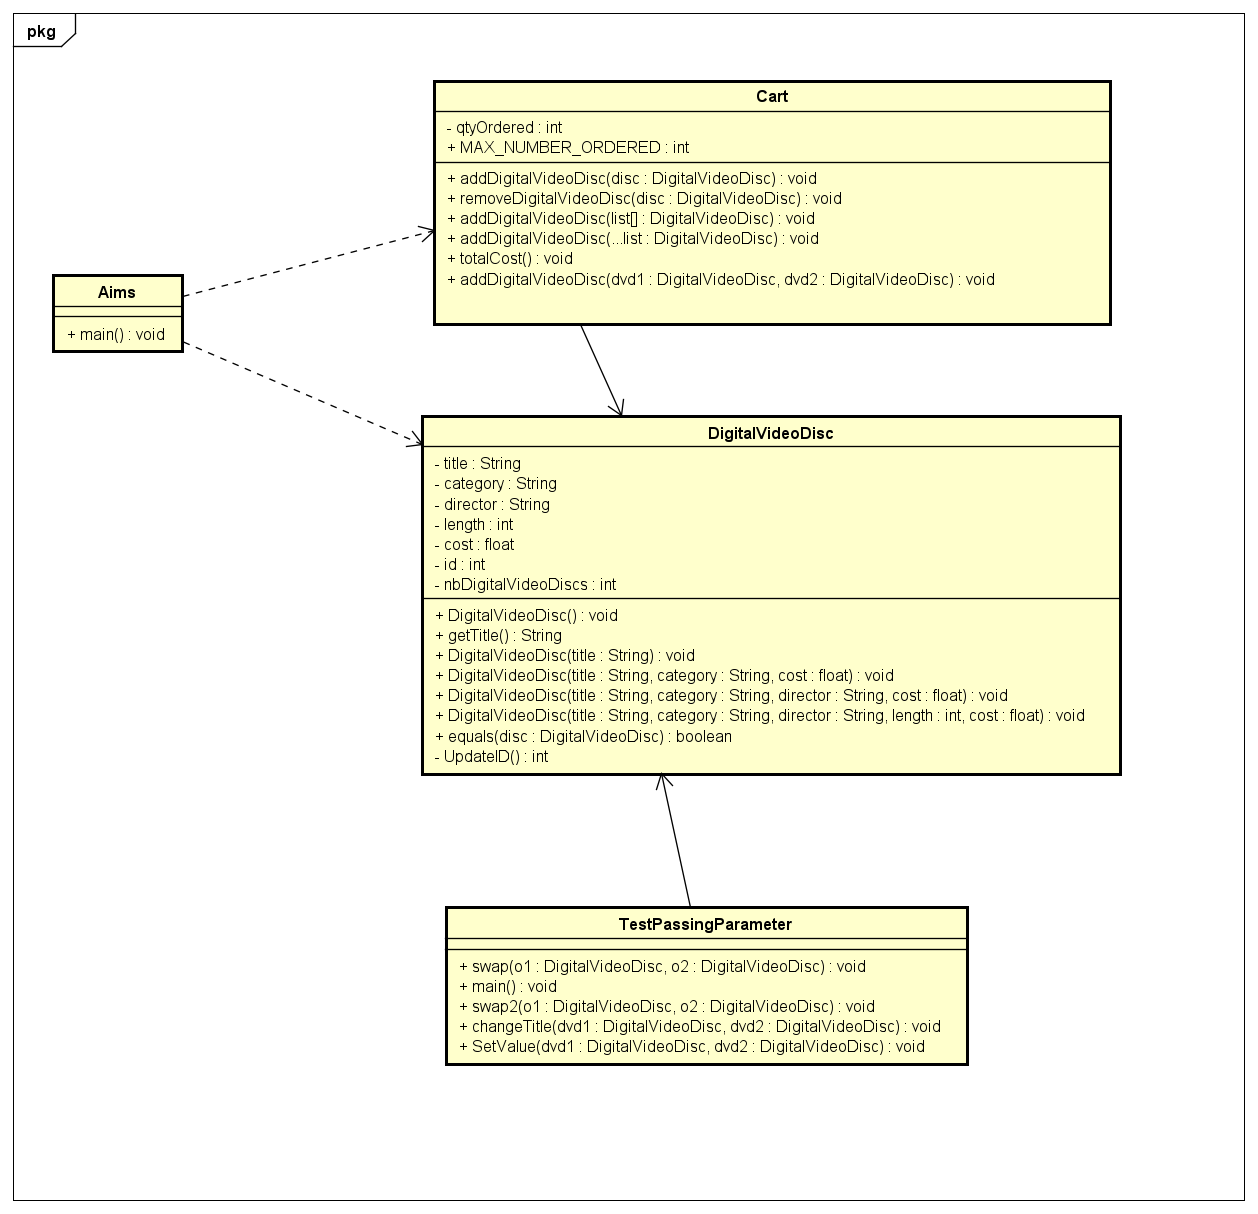 pkg
Cart
- qtyOrdered : int
+ MAX_NUMBER_ORDERED : int
+ addDigitalVideoDisc(disc : DigitalVideoDisc) : void
+ removeDigitalVideoDisc(disc : DigitalVideoDisc) : void
+ addDigitalVideoDisc(list[] : DigitalVideoDisc) : void
+ addDigitalVideoDisc(...list : DigitalVideoDisc) : void
+ totalCost() : void
+ addDigitalVideoDisc(dvd1 : DigitalVideoDisc, dvd2 : DigitalVideoDisc) : void
Aims
+ main() : void
DigitalVideoDisc
- title : String
- category : String
- director : String
- length : int
- cost : float
- id : int
- nbDigitalVideoDiscs : int
+ DigitalVideoDisc() : void
+ getTitle() : String
+ DigitalVideoDisc(title : String) : void
+ DigitalVideoDisc(title : String, category : String, cost : float) : void
+ DigitalVideoDisc(title : String, category : String, director : String, cost : float) : void
+ DigitalVideoDisc(title : String, category : String, director : String, length : int, cost : float) : void
+ equals(disc : DigitalVideoDisc) : boolean
- UpdateID() : int
TestPassingParameter
+ swap(o1 : DigitalVideoDisc, o2 : DigitalVideoDisc) : void
+ main() : void
+ swap2(o1 : DigitalVideoDisc, o2 : DigitalVideoDisc) : void
+ changeTitle(dvd1 : DigitalVideoDisc, dvd2 : DigitalVideoDisc) : void
+ SetValue(dvd1 : DigitalVideoDisc, dvd2 : DigitalVideoDisc) : void